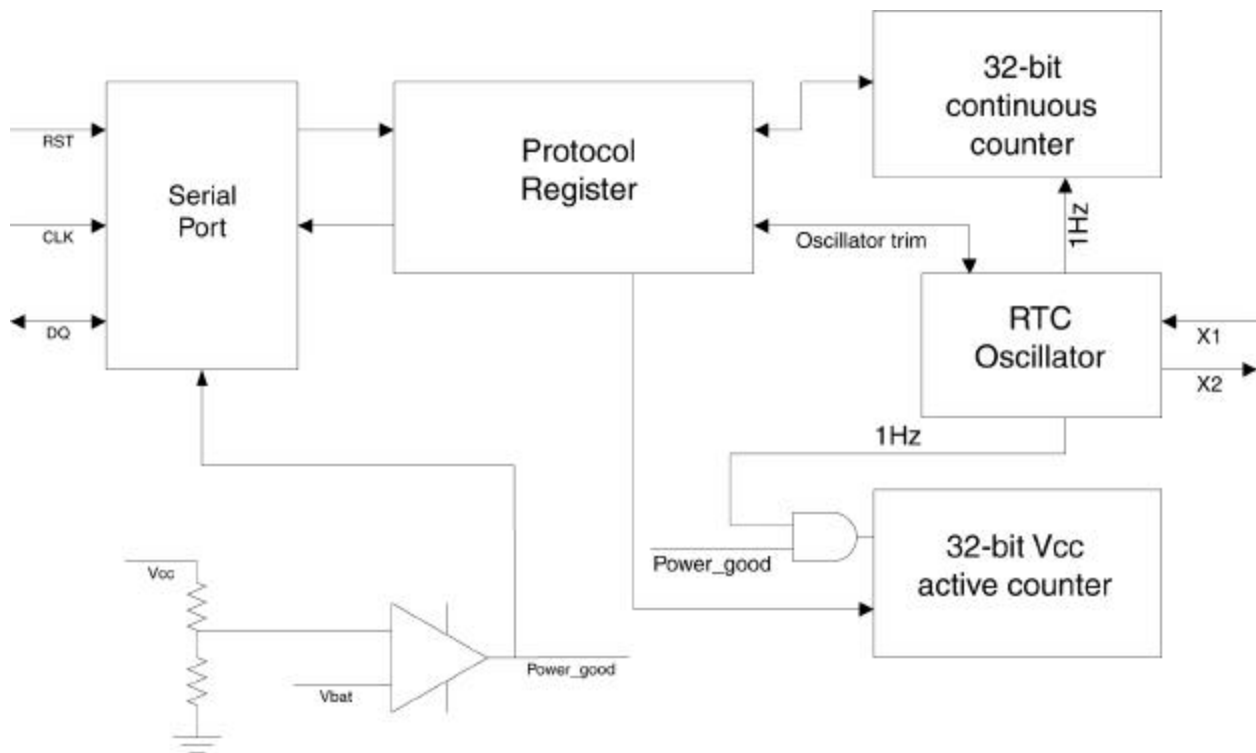 32-bit
continuous
counter
RST
CLK
DQ
Serial
Port
Protocol
Register
Oscillator trim
1Hz
RTC
Oscillator
X1
X2
1Hz
Power_good
32-bit Vcc
active counter
Vcc
Vbat
Power_good